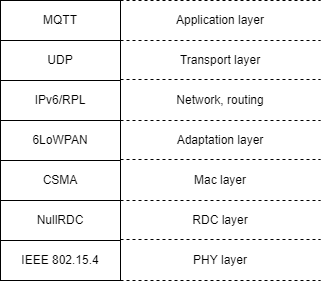 MQTT Application layer
UDP Transport layer
IPv6/RPL Network, routing
6LoWPAN Adaptation layer
CSMA Mac layer
NullRDC RDC layer
IEEE 802.15.4 PHY layer